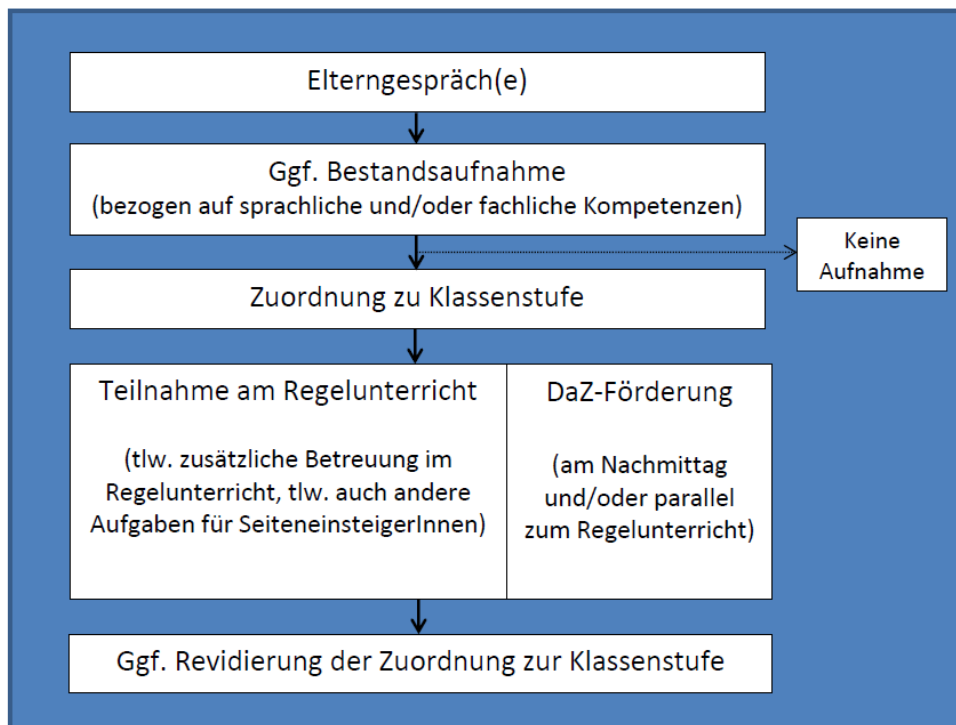 Elterngespräch(e)
Ggf. Bestandsaufnahme
(bezogen auf sprachliche und/oder fachliche Kompetenzen)
Keine
Aufnahme
Zuordnung zu Klassenstufe
Teilnahme am Regelunterricht
(tlw. zusätzliche Betreuung im
Regelunterricht, tlw. auch andere
Aufgaben für SeiteneinsteigerInnen)
DaZ-Förderung
(am Nachmittag
und/oder parallel
zum Regelunterricht)
Ggf. Revidierung der Zuordnung zur Klassenstufe